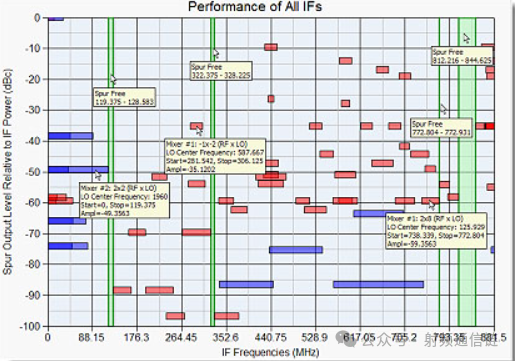 Performance of All IFs
Spur Output Level Relative to IF Power (dBc)
0
-10
-20
-30
-40
-50
-60
-70
-80
-90
-100
Spur Free
119.375 - 128.583
Spur Free
322.375 - 328.225
Spur Free
812.216 - 844.625
Spur Free
772.804 - 772.931
Mixer #1: -1x-2 (RF x LO)
LO Center Frequency: 587.667
Start=281.542, Stop=306.125
Ampl=-35.1202
Mixer #2: 2x2 (RF x LO)
LO Center Frequency: 1960
Start=0, Stop=119.375
Ampl=-49.3563
Mixer #1: 2x8 (RF x LO)
LO Center Frequency: 125.929
Start=738.339, Stop=772.804
Ampl=-59.3563
0
88.15
176.3
264.45
352.6
440.75
528.9
617.05
705.2
793.35
881.5
IF Frequencies (MHz)
公众号 · 射频通信链